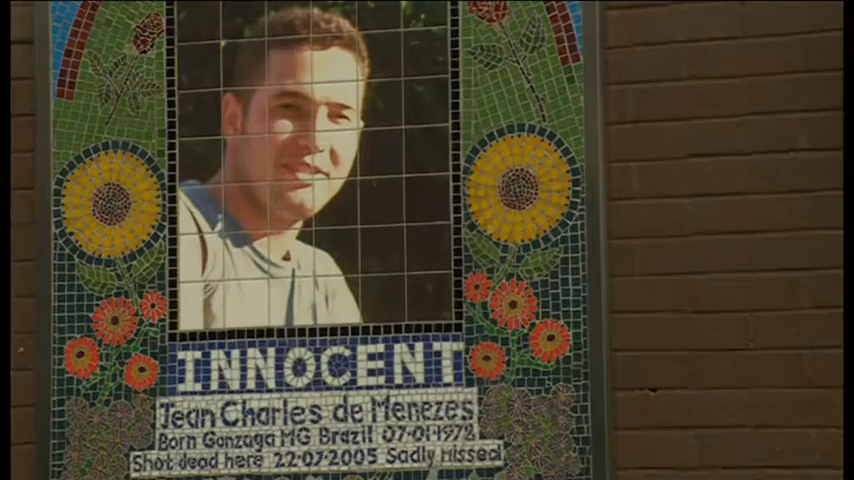 INNOCENT
Jean Charles de Menezes
Born Gonzaga MG Brazil 07·01·1978
Shot dead here 22·07·2005 Sadly missed